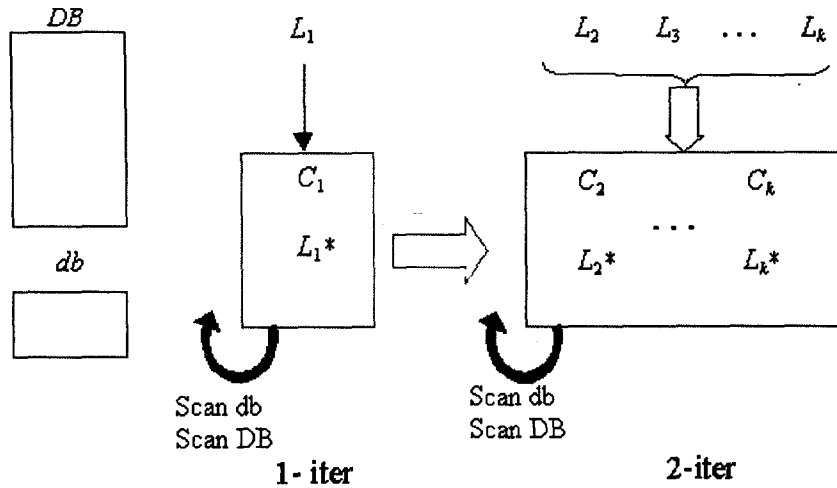 DB
L₁
L₂ L₃ ... Lₖ
C₁
C₂ Cₖ
...
L₁*
L₂* Lₖ*
db
Scan db
Scan DB
Scan db
Scan DB
1- iter
2-iter